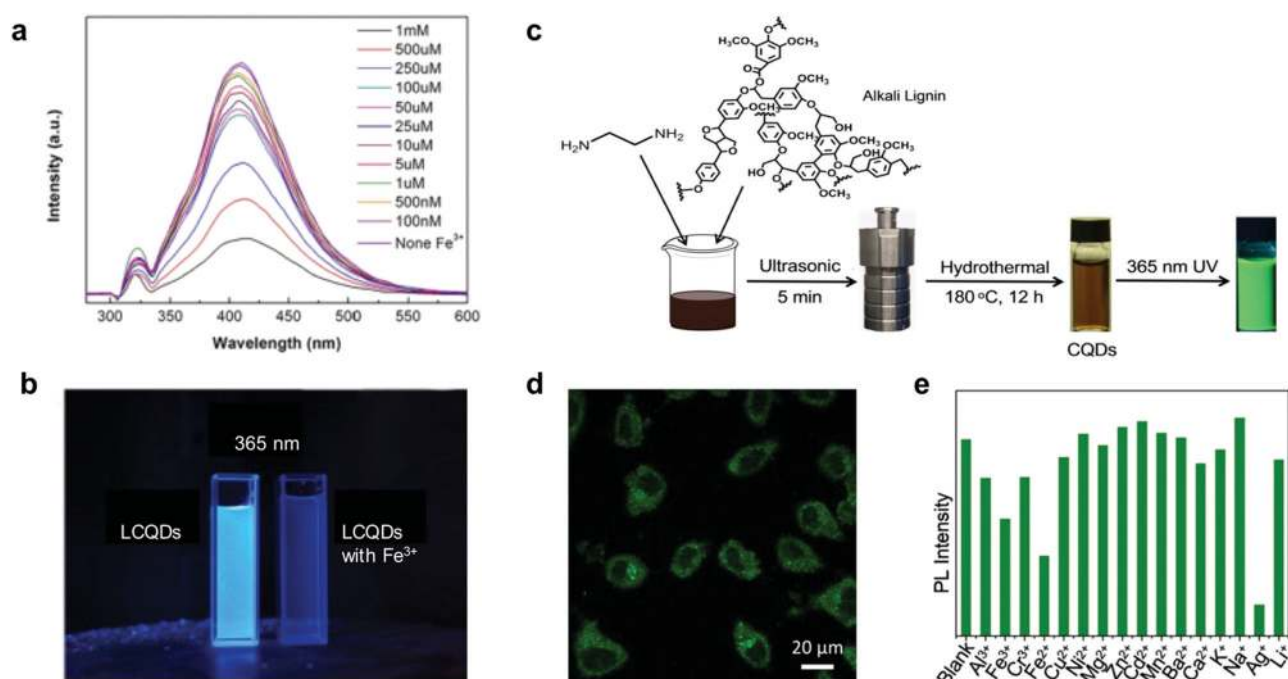 a
Intensity (a.u.)
1mM
500uM
250uM
100uM
50uM
25uM
10uM
5uM
1uM
500nM
100nM
None Fe³⁺
300 350 400 450 500 550 600
Wavelength (nm)
b
365 nm
LCQDs
LCQDs
with Fe³⁺
c
H₂N
NH₂
Alkali Lignin
OCH₃
H₃CO
OCH₃
O
O
OCH₃
OCH₃
OCH₃
OH
OCH₃
OCH₃
OH
HO
OCH₃
OCH₃
Ultrasonic
5 min
Hydrothermal
180 °C, 12 h
365 nm UV
CQDs
d
20 µm
e
PL Intensity
Blank Al³⁺ Fe³⁺ Cr³⁺ Fe²⁺ Cu²⁺ Ni²⁺ Mg²⁺ Zn²⁺ Cd²⁺ Mn²⁺ Ba²⁺ Ca²⁺ K⁺ Na⁺ Ag⁺ Li⁺